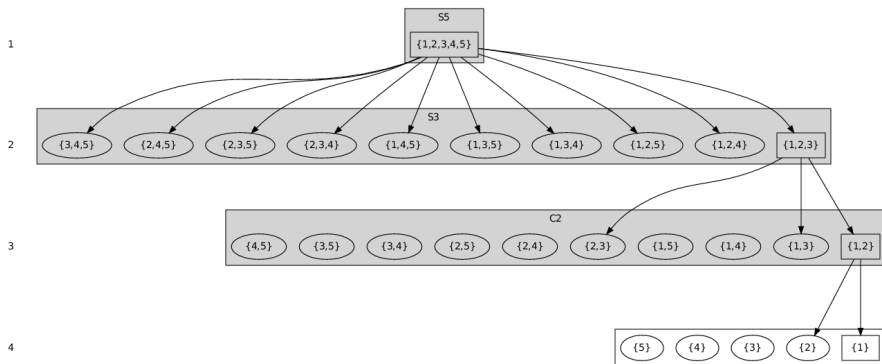 S5
1 {1,2,3,4,5}
S3
2 {3,4,5} {2,4,5} {2,3,5} {2,3,4} {1,4,5} {1,3,5} {1,3,4} {1,2,5} {1,2,4} {1,2,3}
C2
3 {4,5} {3,5} {3,4} {2,5} {2,4} {2,3} {1,5} {1,4} {1,3} {1,2}
4 {5} {4} {3} {2} {1}